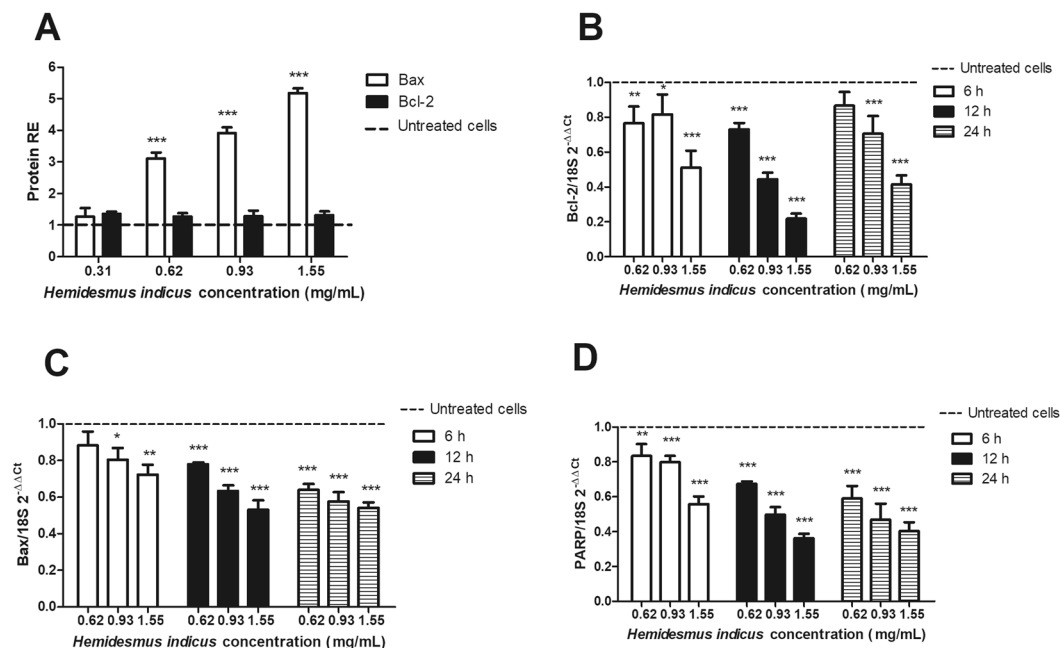 A
Protein RE
6
5
4
3
2
1
0
***
***
***
0.31 0.62 0.93 1.55
Hemidesmus indicus concentration (mg/mL)
Bax
Bcl-2
Untreated cells
B
Bcl-2/18S 2^-ΔΔCt
1.0
0.8
0.6
0.4
0.2
0.0
** * *** *** *** *** *** ***
0.62 0.93 1.55 0.62 0.93 1.55 0.62 0.93 1.55
Hemidesmus indicus concentration (mg/mL)
Untreated cells
6 h
12 h
24 h
C
Bax/18S 2^-ΔΔCt
1.0
0.8
0.6
0.4
0.2
0.0
* ** *** *** *** *** *** ***
0.62 0.93 1.55 0.62 0.93 1.55 0.62 0.93 1.55
Hemidesmus indicus concentration (mg/mL)
Untreated cells
6 h
12 h
24 h
D
PARP/18S 2^-ΔΔCt
1.0
0.8
0.6
0.4
0.2
0.0
** *** *** *** *** *** *** *** ***
0.62 0.93 1.55 0.62 0.93 1.55 0.62 0.93 1.55
Hemidesmus indicus concentration (mg/mL)
Untreated cells
6 h
12 h
24 h